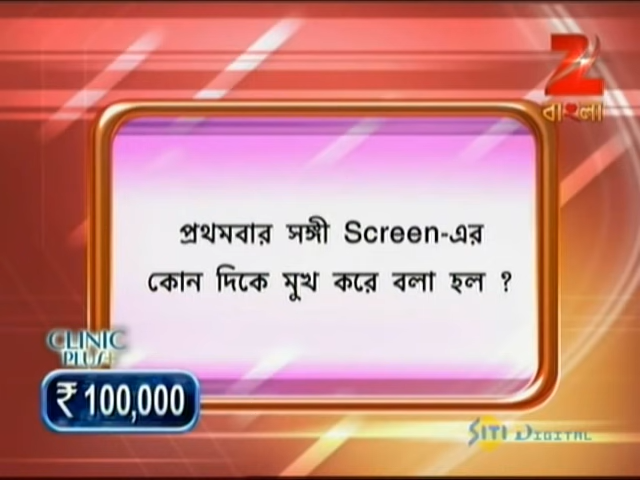 Z
বাংলা
প্রথমবার সঙ্গী Screen-এর
কোন দিকে মুখ করে বলা হল ?
CLINIC
PLUS+
₹ 100,000
SITI DIGITAL